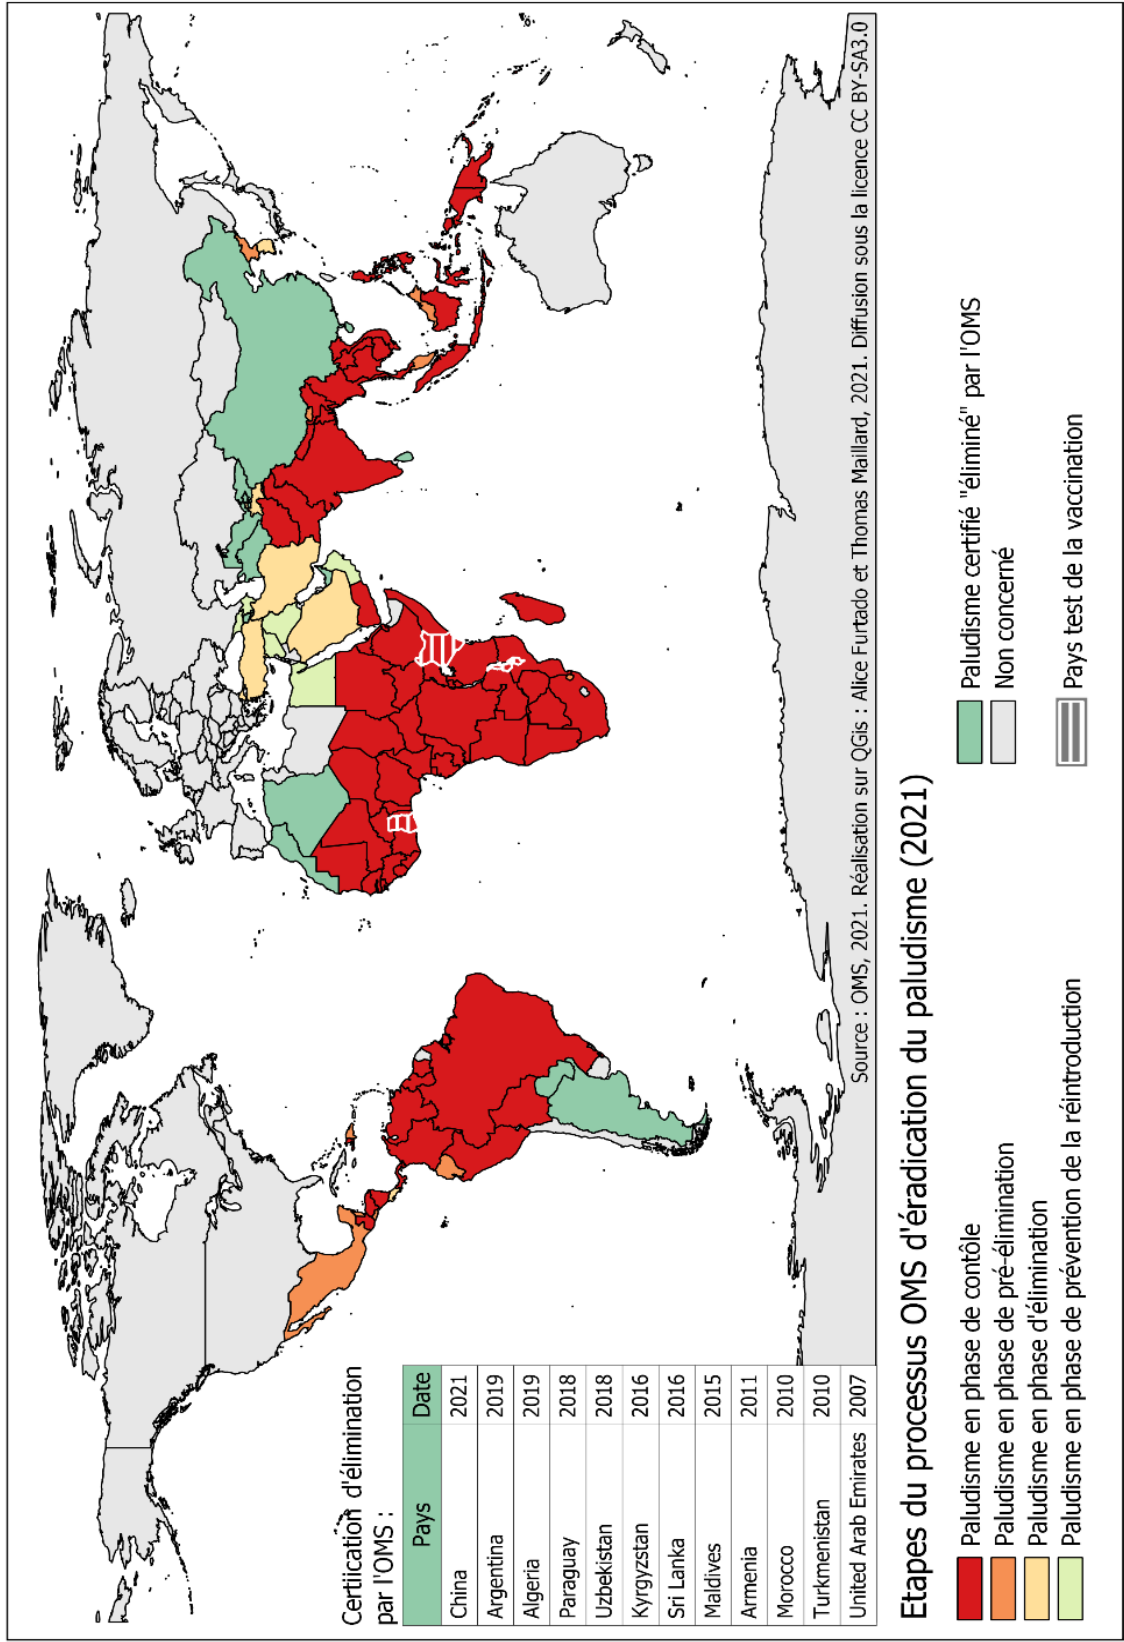 Certiication d'élimination
par l'OMS :
Pays Date
China 2021
Argentina 2019
Algeria 2019
Paraguay 2018
Uzbekistan 2018
Kyrgyzstan 2016
Sri Lanka 2016
Maldives 2015
Armenia 2011
Morocco 2010
Turkmenistan 2010
United Arab Emirates 2007
Source : OMS, 2021. Réalisation sur QGis : Alice Furtado et Thomas Maillard, 2021. Diffusion sous la licence CC BY-SA3.0
Etapes du processus OMS d'éradication du paludisme (2021)
Paludisme en phase de contôle
Paludisme en phase de pré-élimination
Paludisme en phase d'élimination
Paludisme en phase de prévention de la réintroduction
Paludisme certifié "éliminé" par l'OMS
Non concerné
Pays test de la vaccination